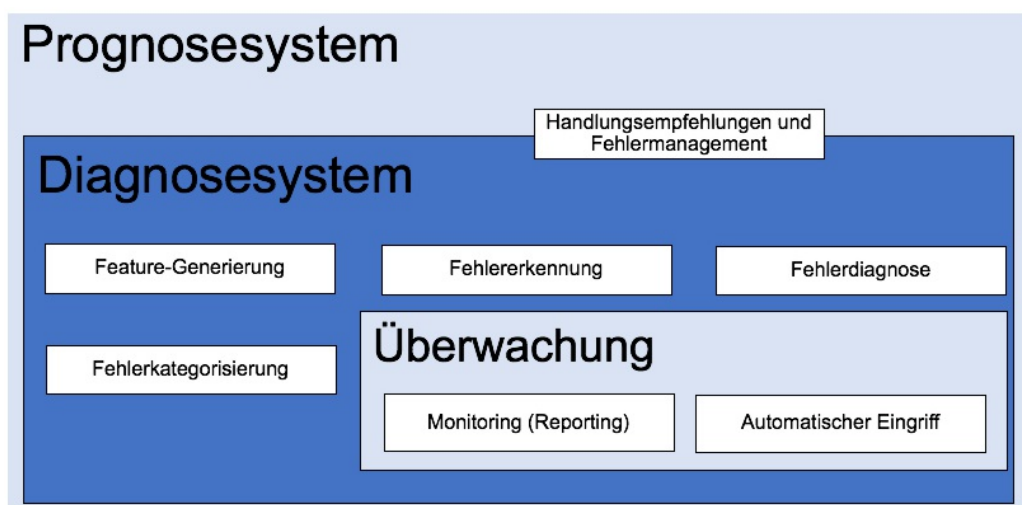 Prognosesystem
Handlungsempfehlungen und
Fehlermanagement
Diagnosesystem
Feature-Generierung
Fehlererkennung
Fehlerdiagnose
Fehlerkategorisierung
Überwachung
Monitoring (Reporting)
Automatischer Eingriff